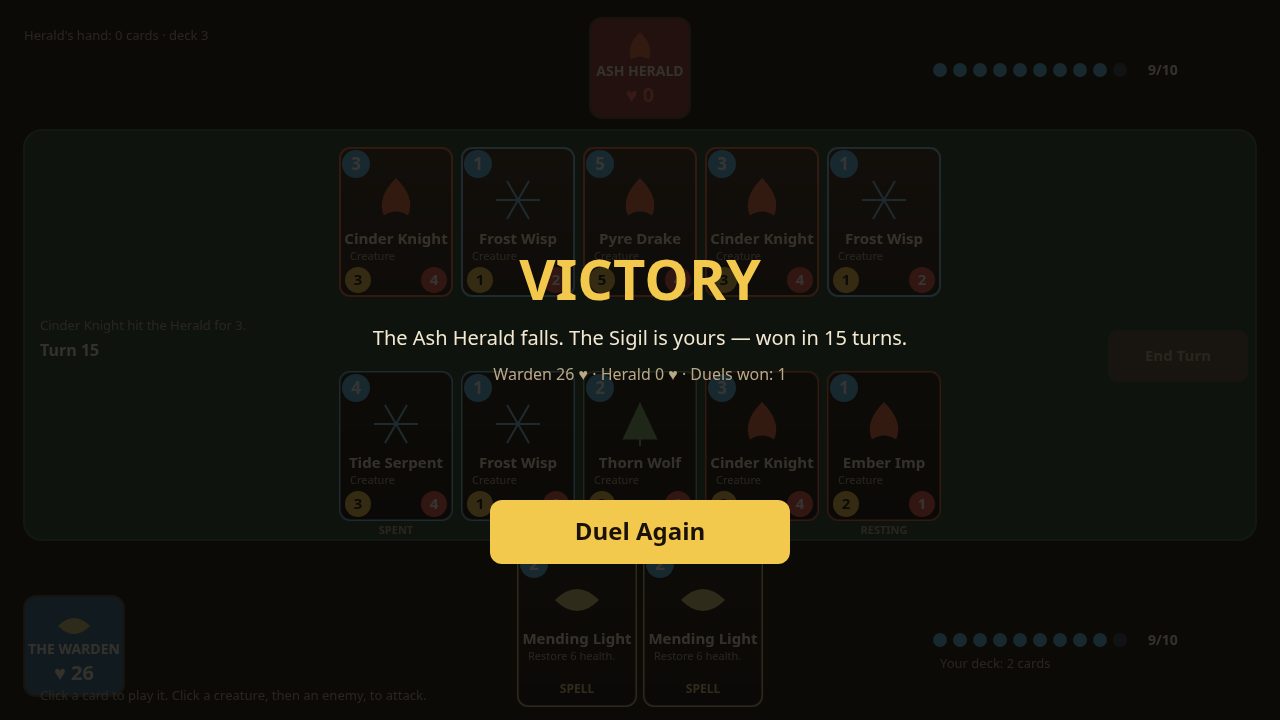 Herald's hand: 0 cards · deck 3
ASH HERALD
♥ 0
9/10
3
1
5
3
1
Cinder Knight
Frost Wisp
Pyre Drake
Cinder Knight
Frost Wisp
Creature
Creature
Creature
Creature
Creature
3
4
1
2
5
3
4
1
2
VICTORY
Cinder Knight hit the Herald for 3.
The Ash Herald falls. The Sigil is yours — won in 15 turns.
Turn 15
End Turn
Warden 26 ♥ · Herald 0 ♥ · Duels won: 1
4
1
2
3
1
Tide Serpent
Frost Wisp
Thorn Wolf
Cinder Knight
Ember Imp
Creature
Creature
Creature
Creature
Creature
3
4
1
4
2
1
SPENT
RESTING
Duel Again
2
2
THE WARDEN
♥ 26
Mending Light
Mending Light
Restore 6 health.
Restore 6 health.
SPELL
SPELL
9/10
Your deck: 2 cards
Click a card to play it. Click a creature, then an enemy, to attack.